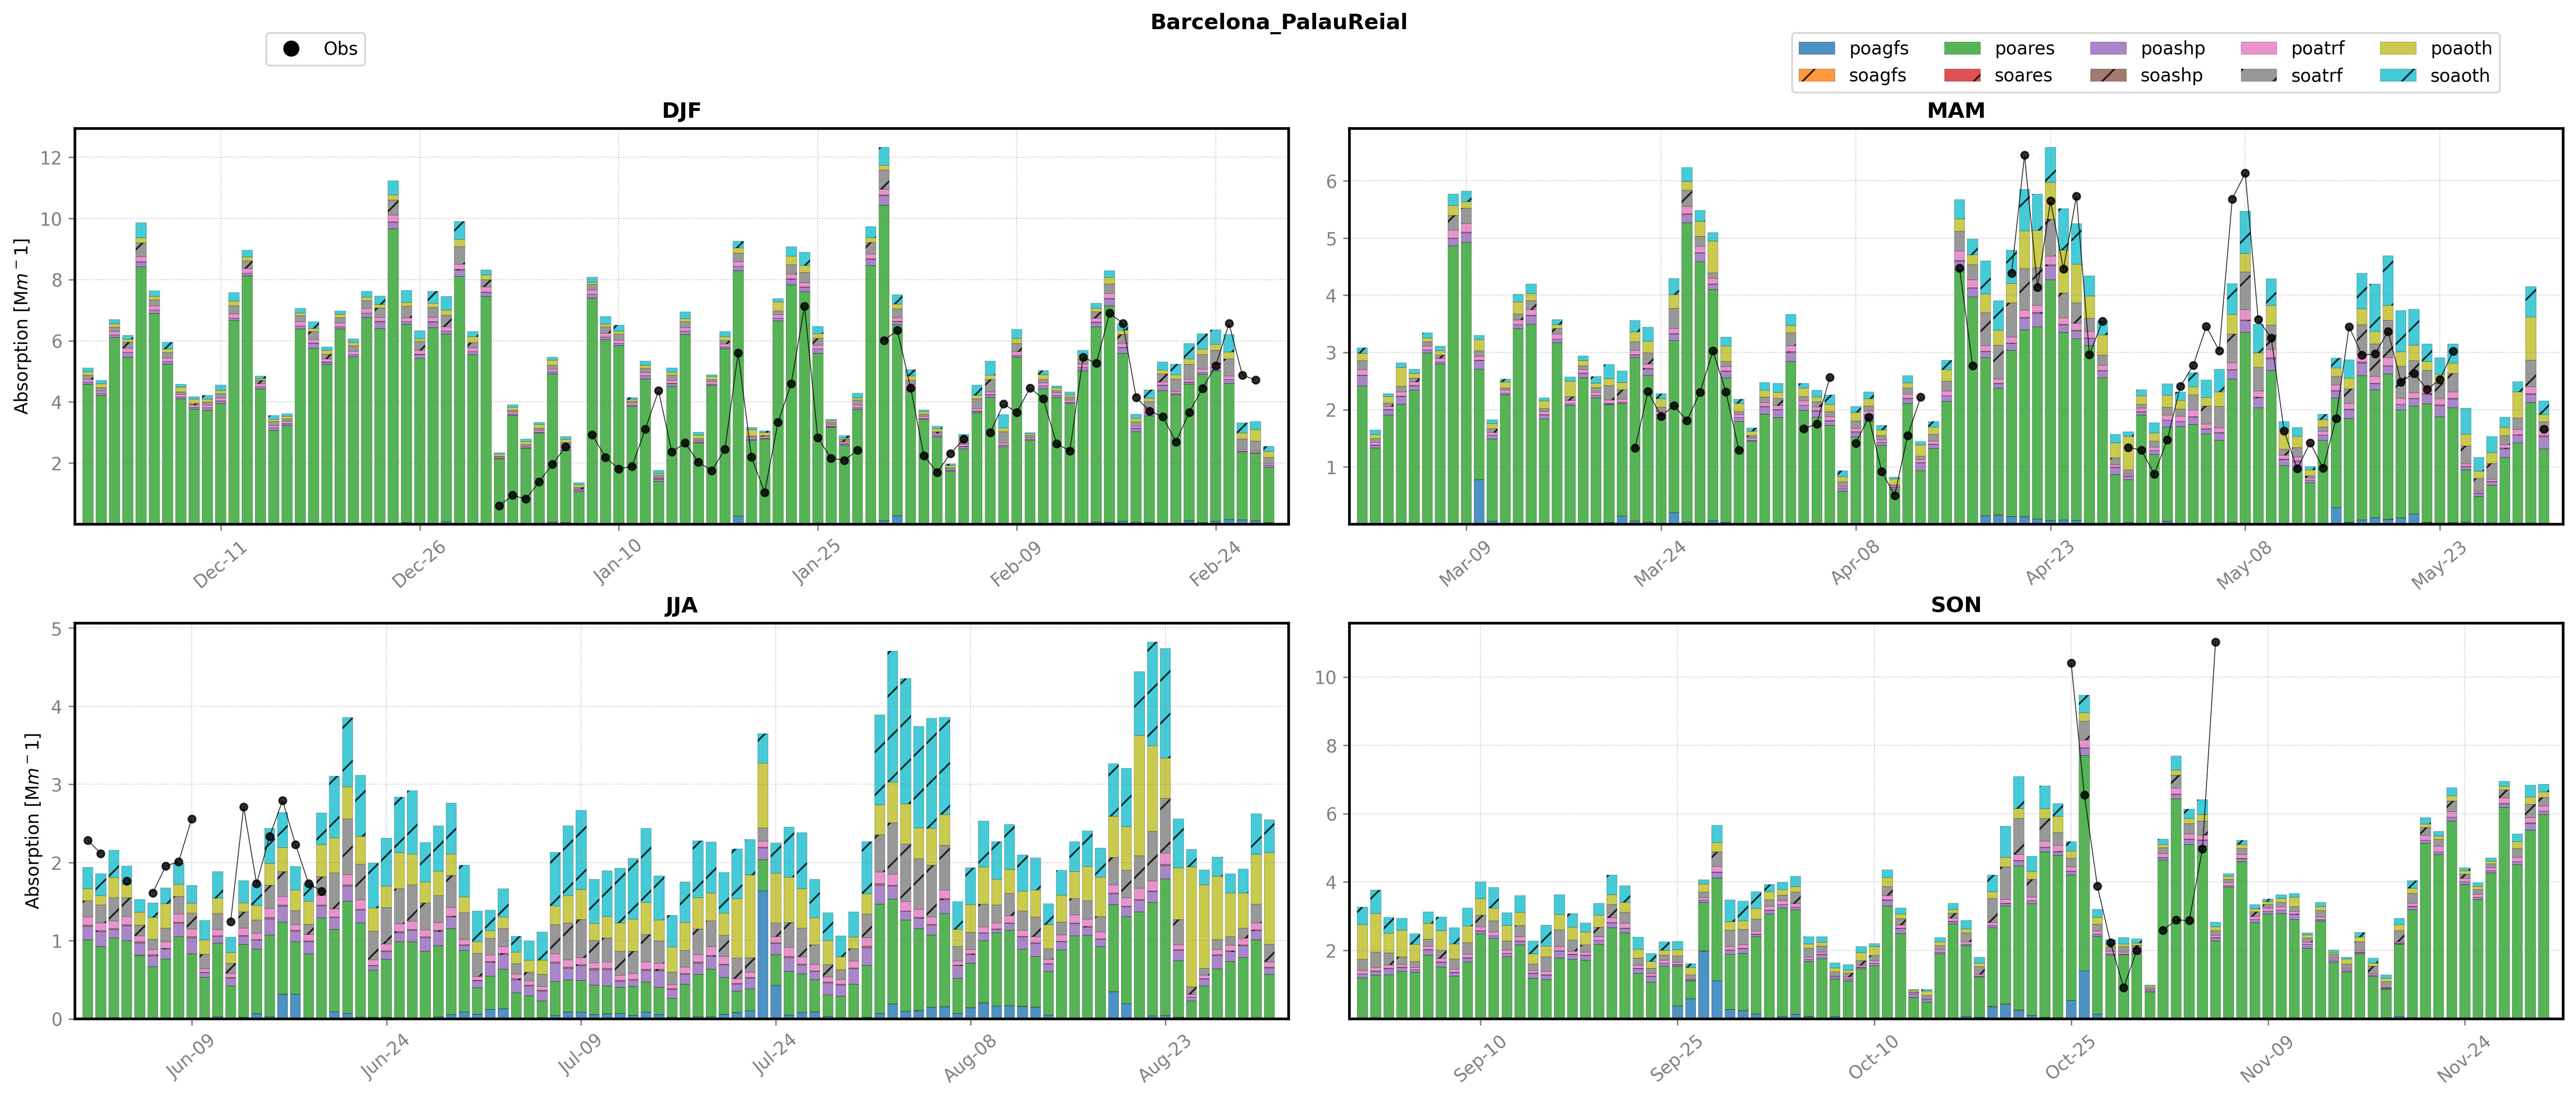 Barcelona_PalauReial
Obs
poagfs poares poashp poatrf poaoth
soagfs soares soashp soatrf soaoth
DJF
MAM
Absorption [Mm−1]
12
10
8
6
4
2
Dec-11 Dec-26 Jan-10 Jan-25 Feb-09 Feb-24
6
5
4
3
2
1
Mar-09 Mar-24 Apr-08 Apr-23 May-08 May-23
JJA
SON
Absorption [Mm−1]
5
4
3
2
1
0
Jun-09 Jun-24 Jul-09 Jul-24 Aug-08 Aug-23
10
8
6
4
2
Sep-10 Sep-25 Oct-10 Oct-25 Nov-09 Nov-24